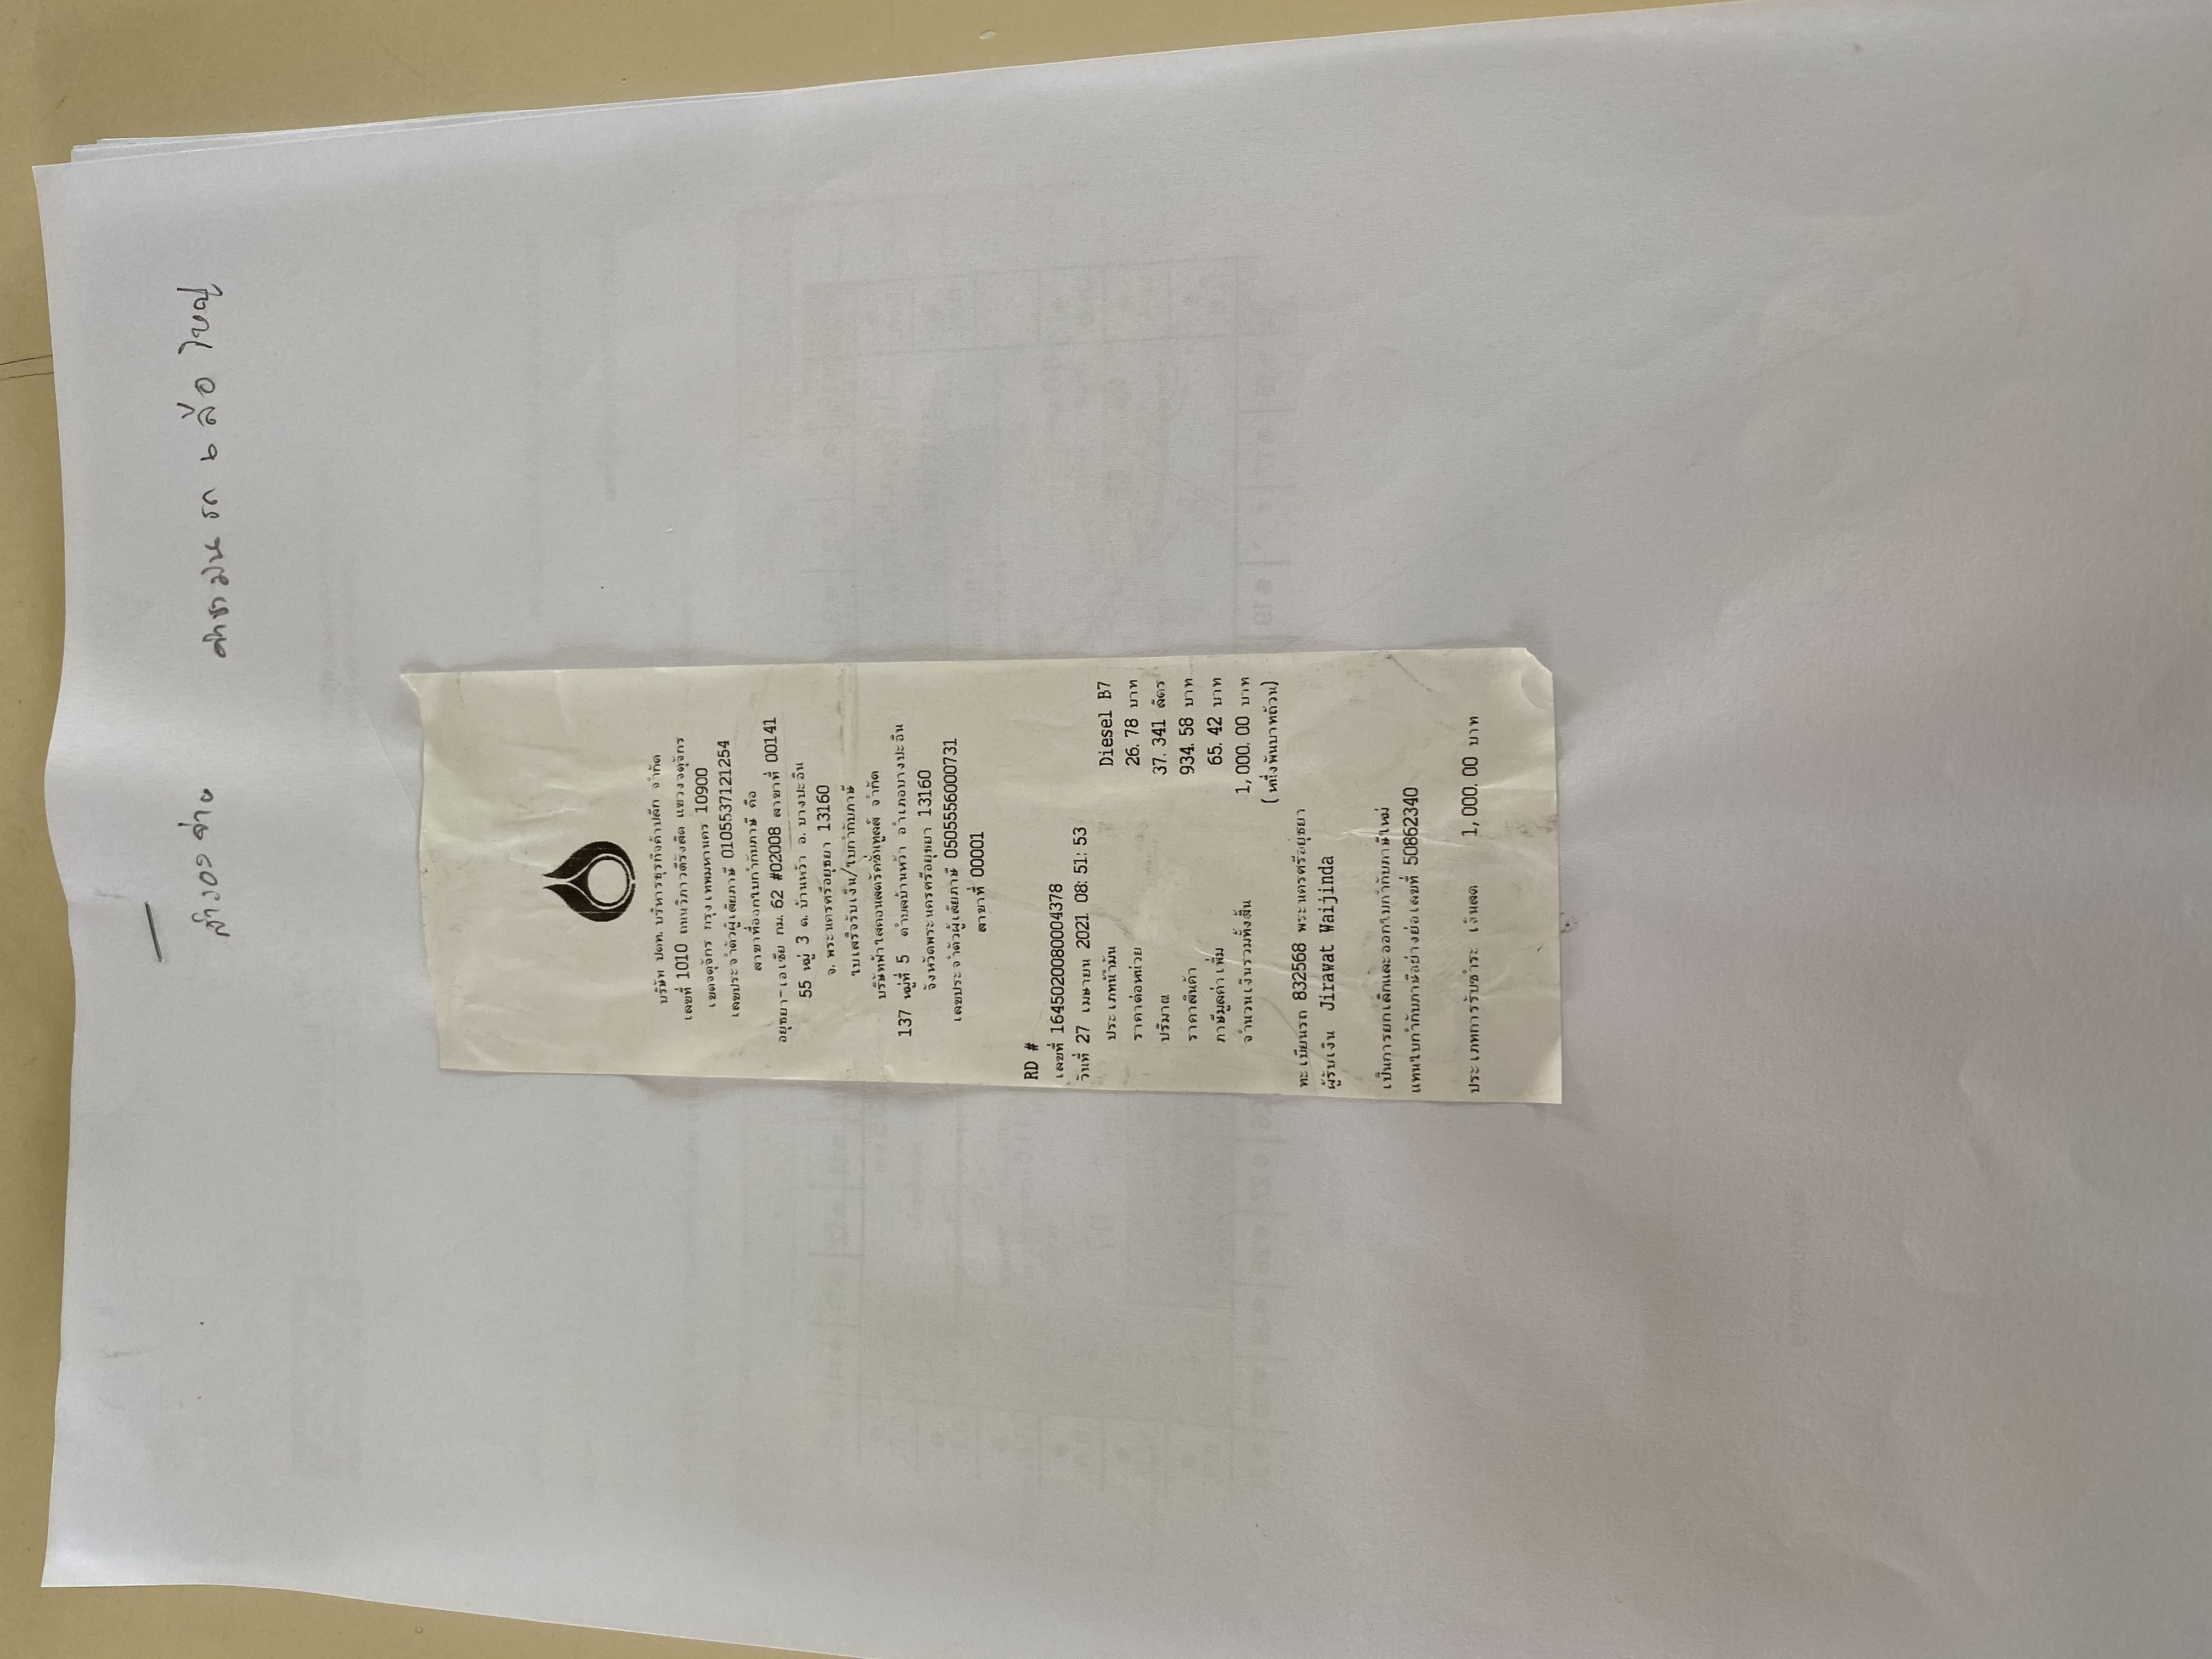 สำรองจ่าย ค่าน้ำมัน รถ ๖ ล้อ ใหญ่
บริษัท ปตท. บริหารธุรกิจค้าปลีก จำกัด
เลขที่ 1010 ถนนวิภาวดีรังสิต แขวงจตุจักร
เขตจตุจักร กรุงเทพมหานคร 10900
เลขประจำตัวผู้เสียภาษี 0105537121254
สาขาที่ออกใบกำกับภาษี คือ
อยุธยา-เอเซีย กม. 62 #02008 สาขาที่ 00141
55 หมู่ 3 ต. บ้านหว้า อ. บางปะอิน
จ. พระนครศรีอยุธยา 13160
ใบเสร็จรับเงิน/ใบกำกับภาษี
บริษัทฟ้าใสคอนสตรัคชั่นทูลส์ จำกัด
137 หมู่ที่ 5 ตำบลบ้านหว้า อำเภอบางปะอิน
จังหวัดพระนครศรีอยุธยา 13160
เลขประจำตัวผู้เสียภาษี 0505556000731
สาขาที่ 00001
RD #
เลขที่ 1645020080004378
วันที่ 27 เมษายน 2021 08:51:53
ประเภทน้ำมัน Diesel B7
ราคาต่อหน่วย 26.78 บาท
ปริมาณ 37.341 ลิตร
ราคาสินค้า 934.58 บาท
ภาษีมูลค่าเพิ่ม 65.42 บาท
จำนวนเงินรวมทั้งสิ้น 1,000.00 บาท
(หนึ่งพันบาทถ้วน)
ทะเบียนรถ 832568 พระนครศรีอยุธยา
ผู้รับเงิน Jirawat Waijinda
เป็นการยกเลิกและออกใบกำกับภาษีใหม่
แทนใบกำกับภาษีอย่างย่อเลขที่ 50862340
ประเภทการรับชำระ เงินสด 1,000.00 บาท